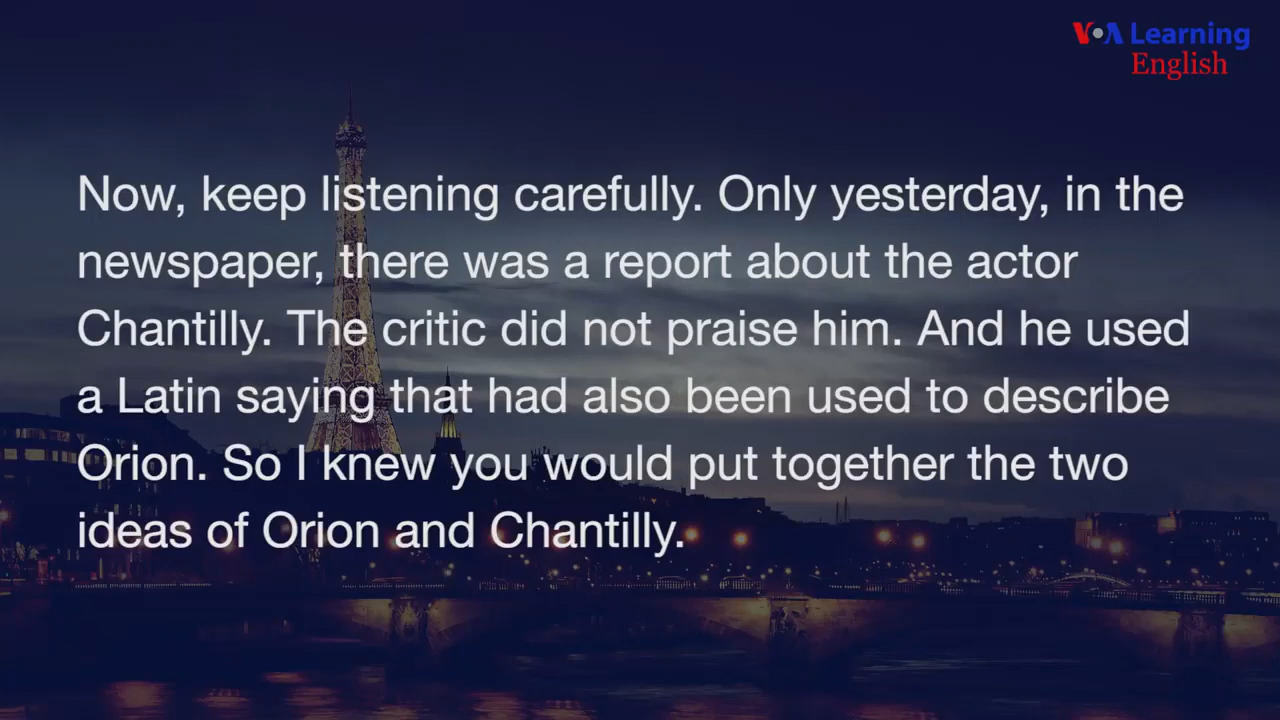 VOA Learning
English
Now, keep listening carefully. Only yesterday, in the
newspaper, there was a report about the actor
Chantilly. The critic did not praise him. And he used
a Latin saying that had also been used to describe
Orion. So I knew you would put together the two
ideas of Orion and Chantilly.